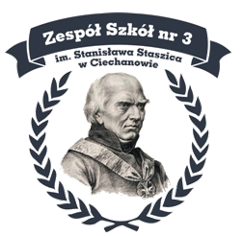 Zespół Szkół nr 3
im. Stanisława Staszica
w Ciechanowie